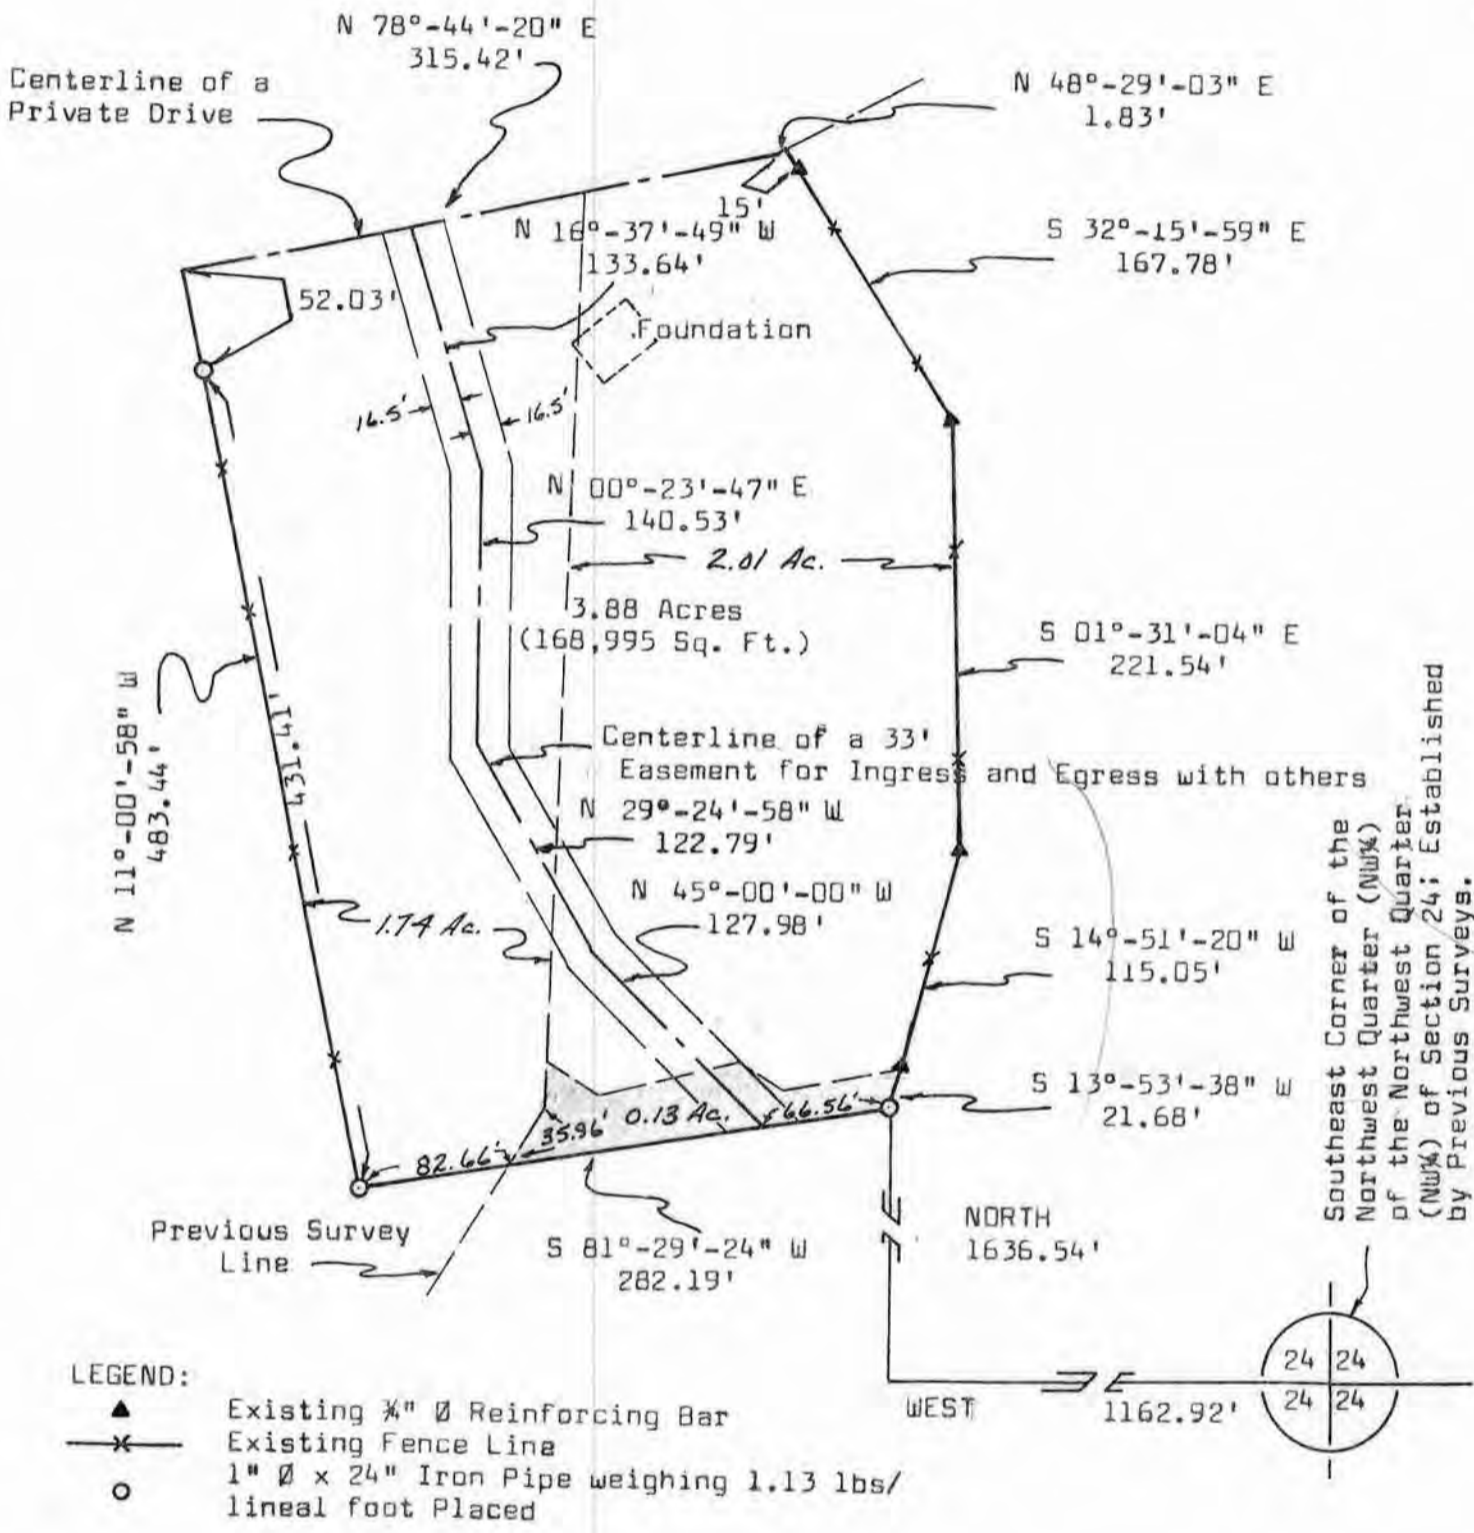 N 78°-44'-20" E
315.42'
Centerline of a
Private Drive
N 48°-29'-03" E
1.83'
15'
N 16°-37'-49" W
133.64'
S 32°-15'-59" E
167.78'
52.03'
Foundation
16.5'
16.5'
N 00°-23'-47" E
140.53'
2.01 Ac.
3.88 Acres
(168,995 Sq. Ft.)
S 01°-31'-04" E
221.54'
N 11°-00'-58" W
483.44'
431.41'
Centerline of a 33'
Easement for Ingress and Egress with others
N 29°-24'-58" W
122.79'
N 45°-00'-00" W
127.98'
1.74 Ac.
S 14°-51'-20" W
115.05'
S 13°-53'-38" W
21.68'
66.56'
0.13 Ac.
35.96'
82.66'
Previous Survey
Line
S 81°-29'-24" W
282.19'
NORTH
1636.54'
Southeast Corner of the
Northwest Quarter (NW¼)
of the Northwest Quarter
(NW¼) of Section 24; Established
by Previous Surveys.
24 24
24 24
WEST
1162.92'
LEGEND:
Existing ¾" Ø Reinforcing Bar
Existing Fence Line
1" Ø x 24" Iron Pipe weighing 1.13 lbs/
lineal foot Placed